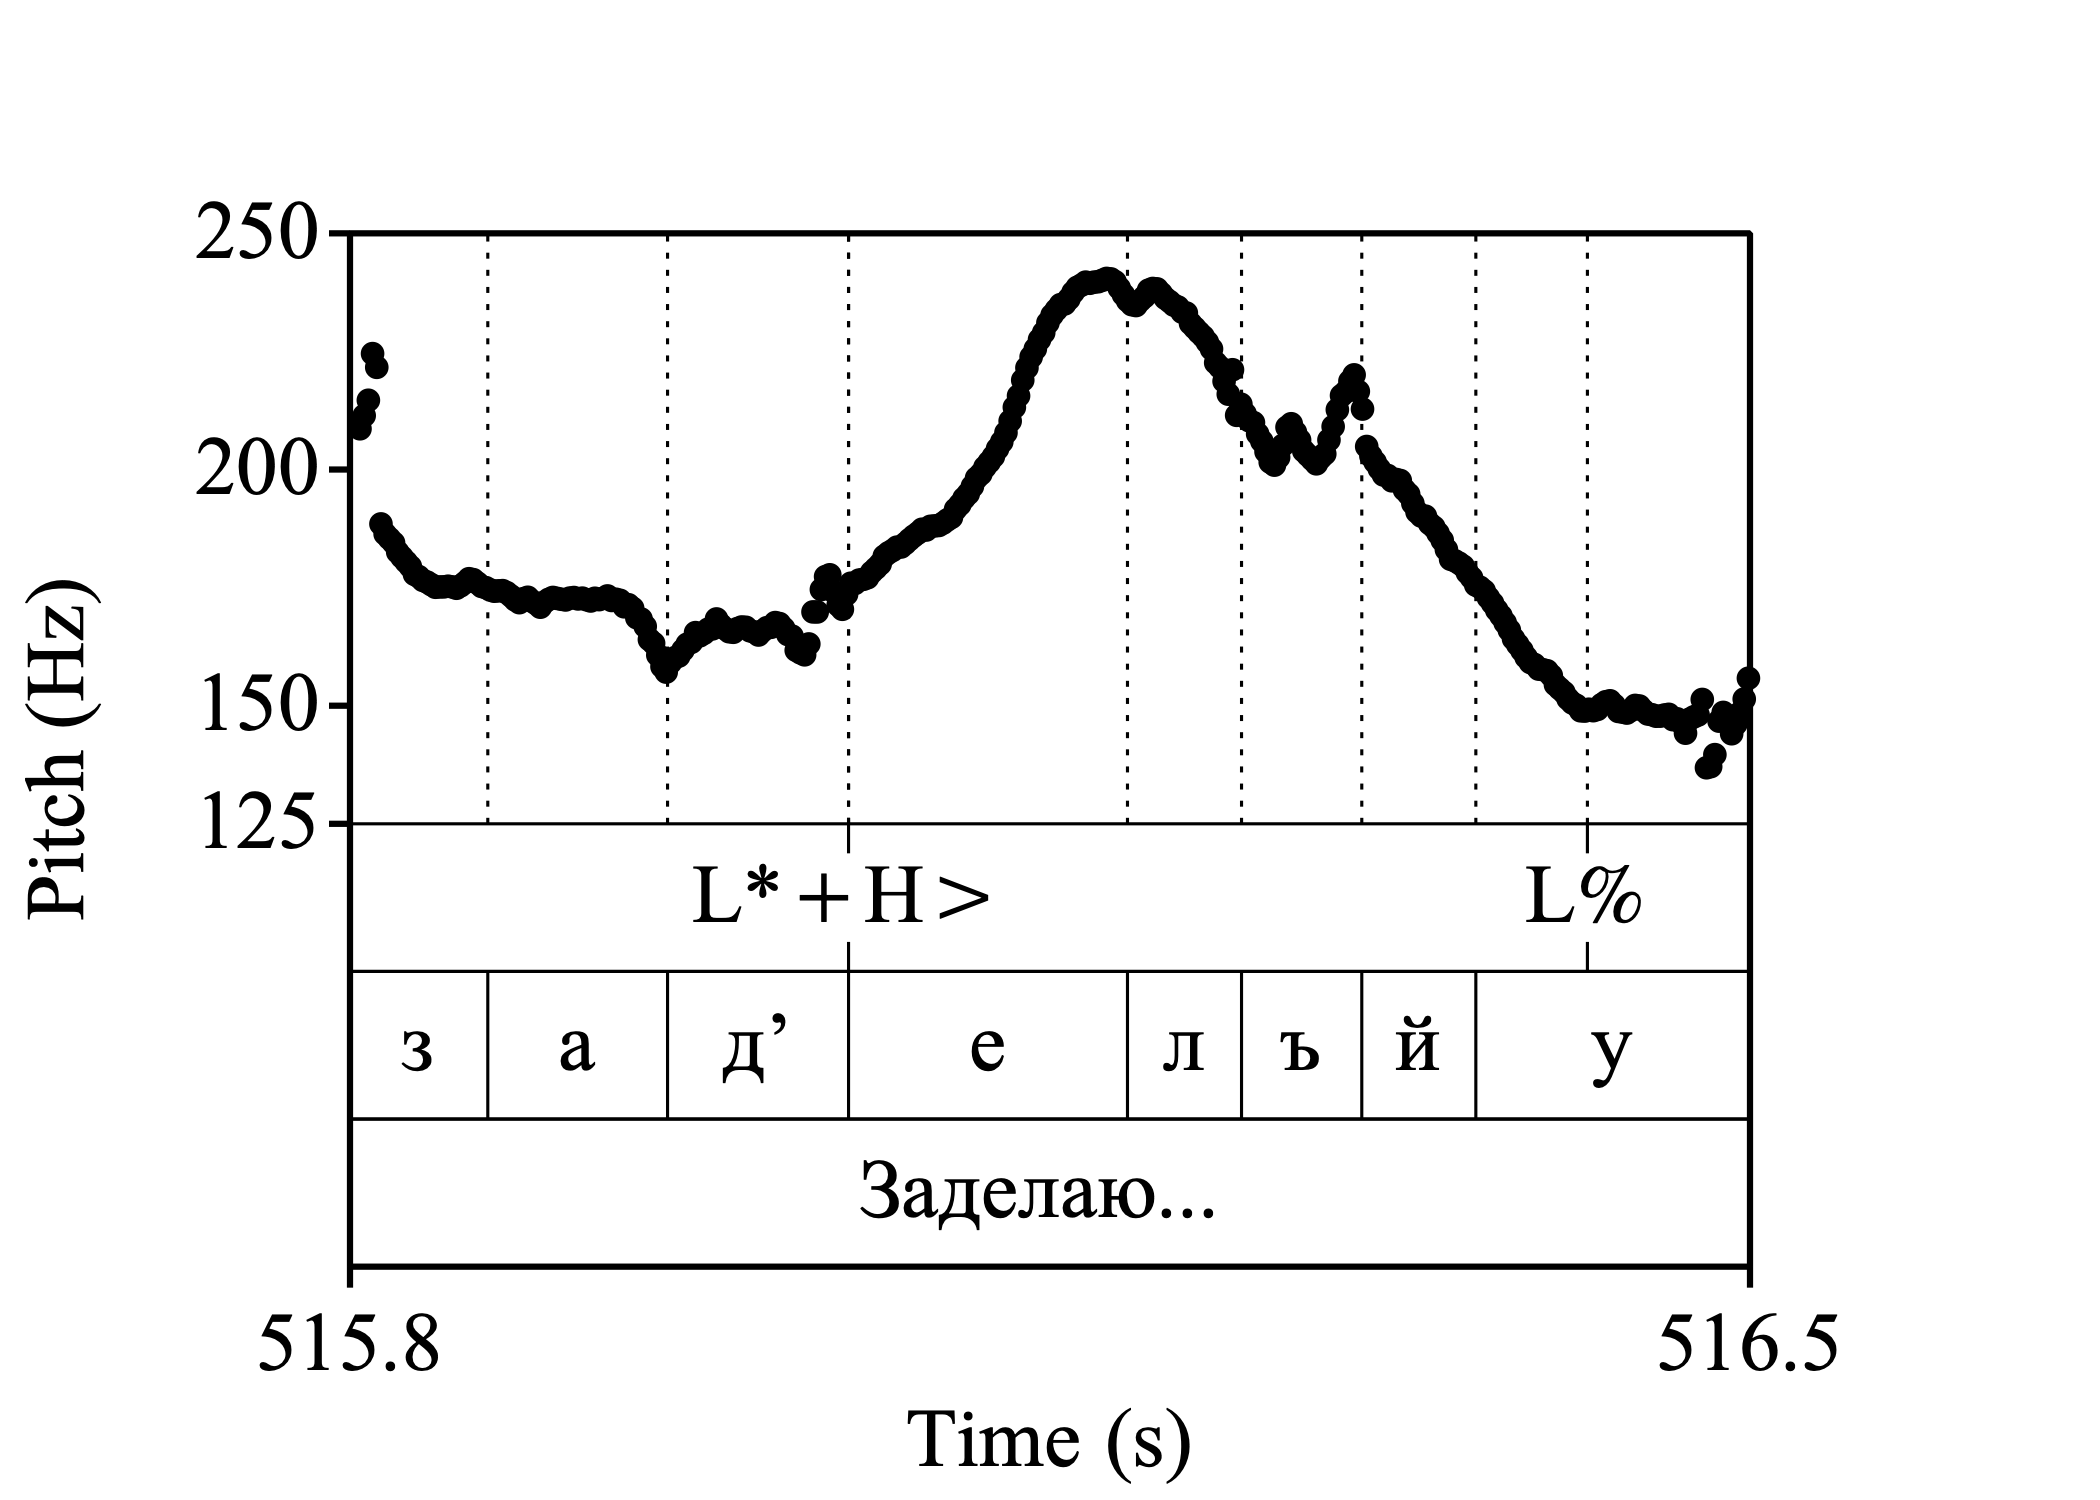 250
200
150
125
Pitch (Hz)
L*+H> L%
з а д’ е л ъ й у
Заделаю...
515.8 516.5
Time (s)